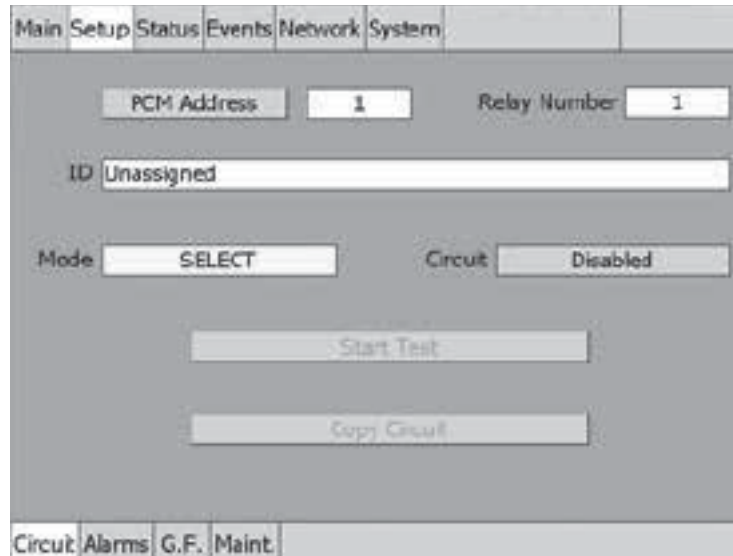 Main Setup Status Events Network System
PCM Address 1 Relay Number 1
ID Unassigned
Mode SELECT Circuit Disabled
Start Test
Copy Circuit
Circuit Alarms G.F. Maint.